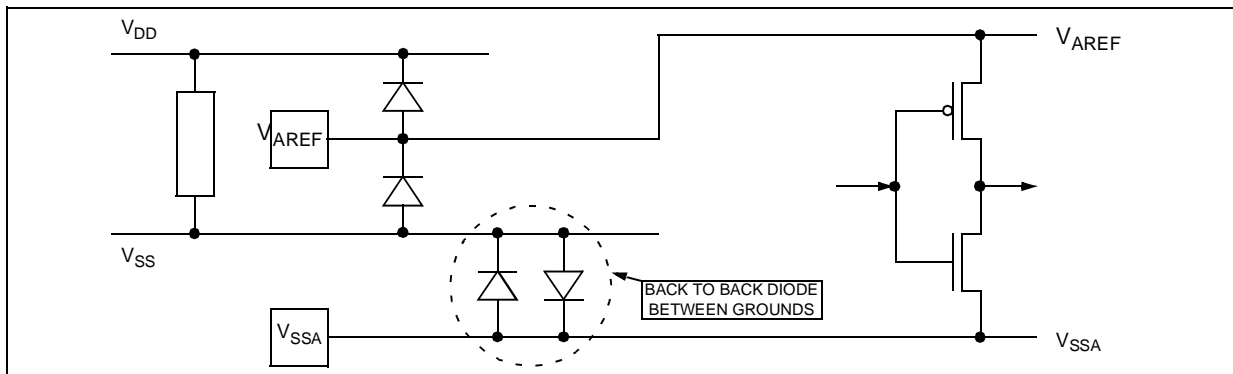 VDD
VAREF
VAREF
VSS
BACK TO BACK DIODE
BETWEEN GROUNDS
VSSA
VSSA